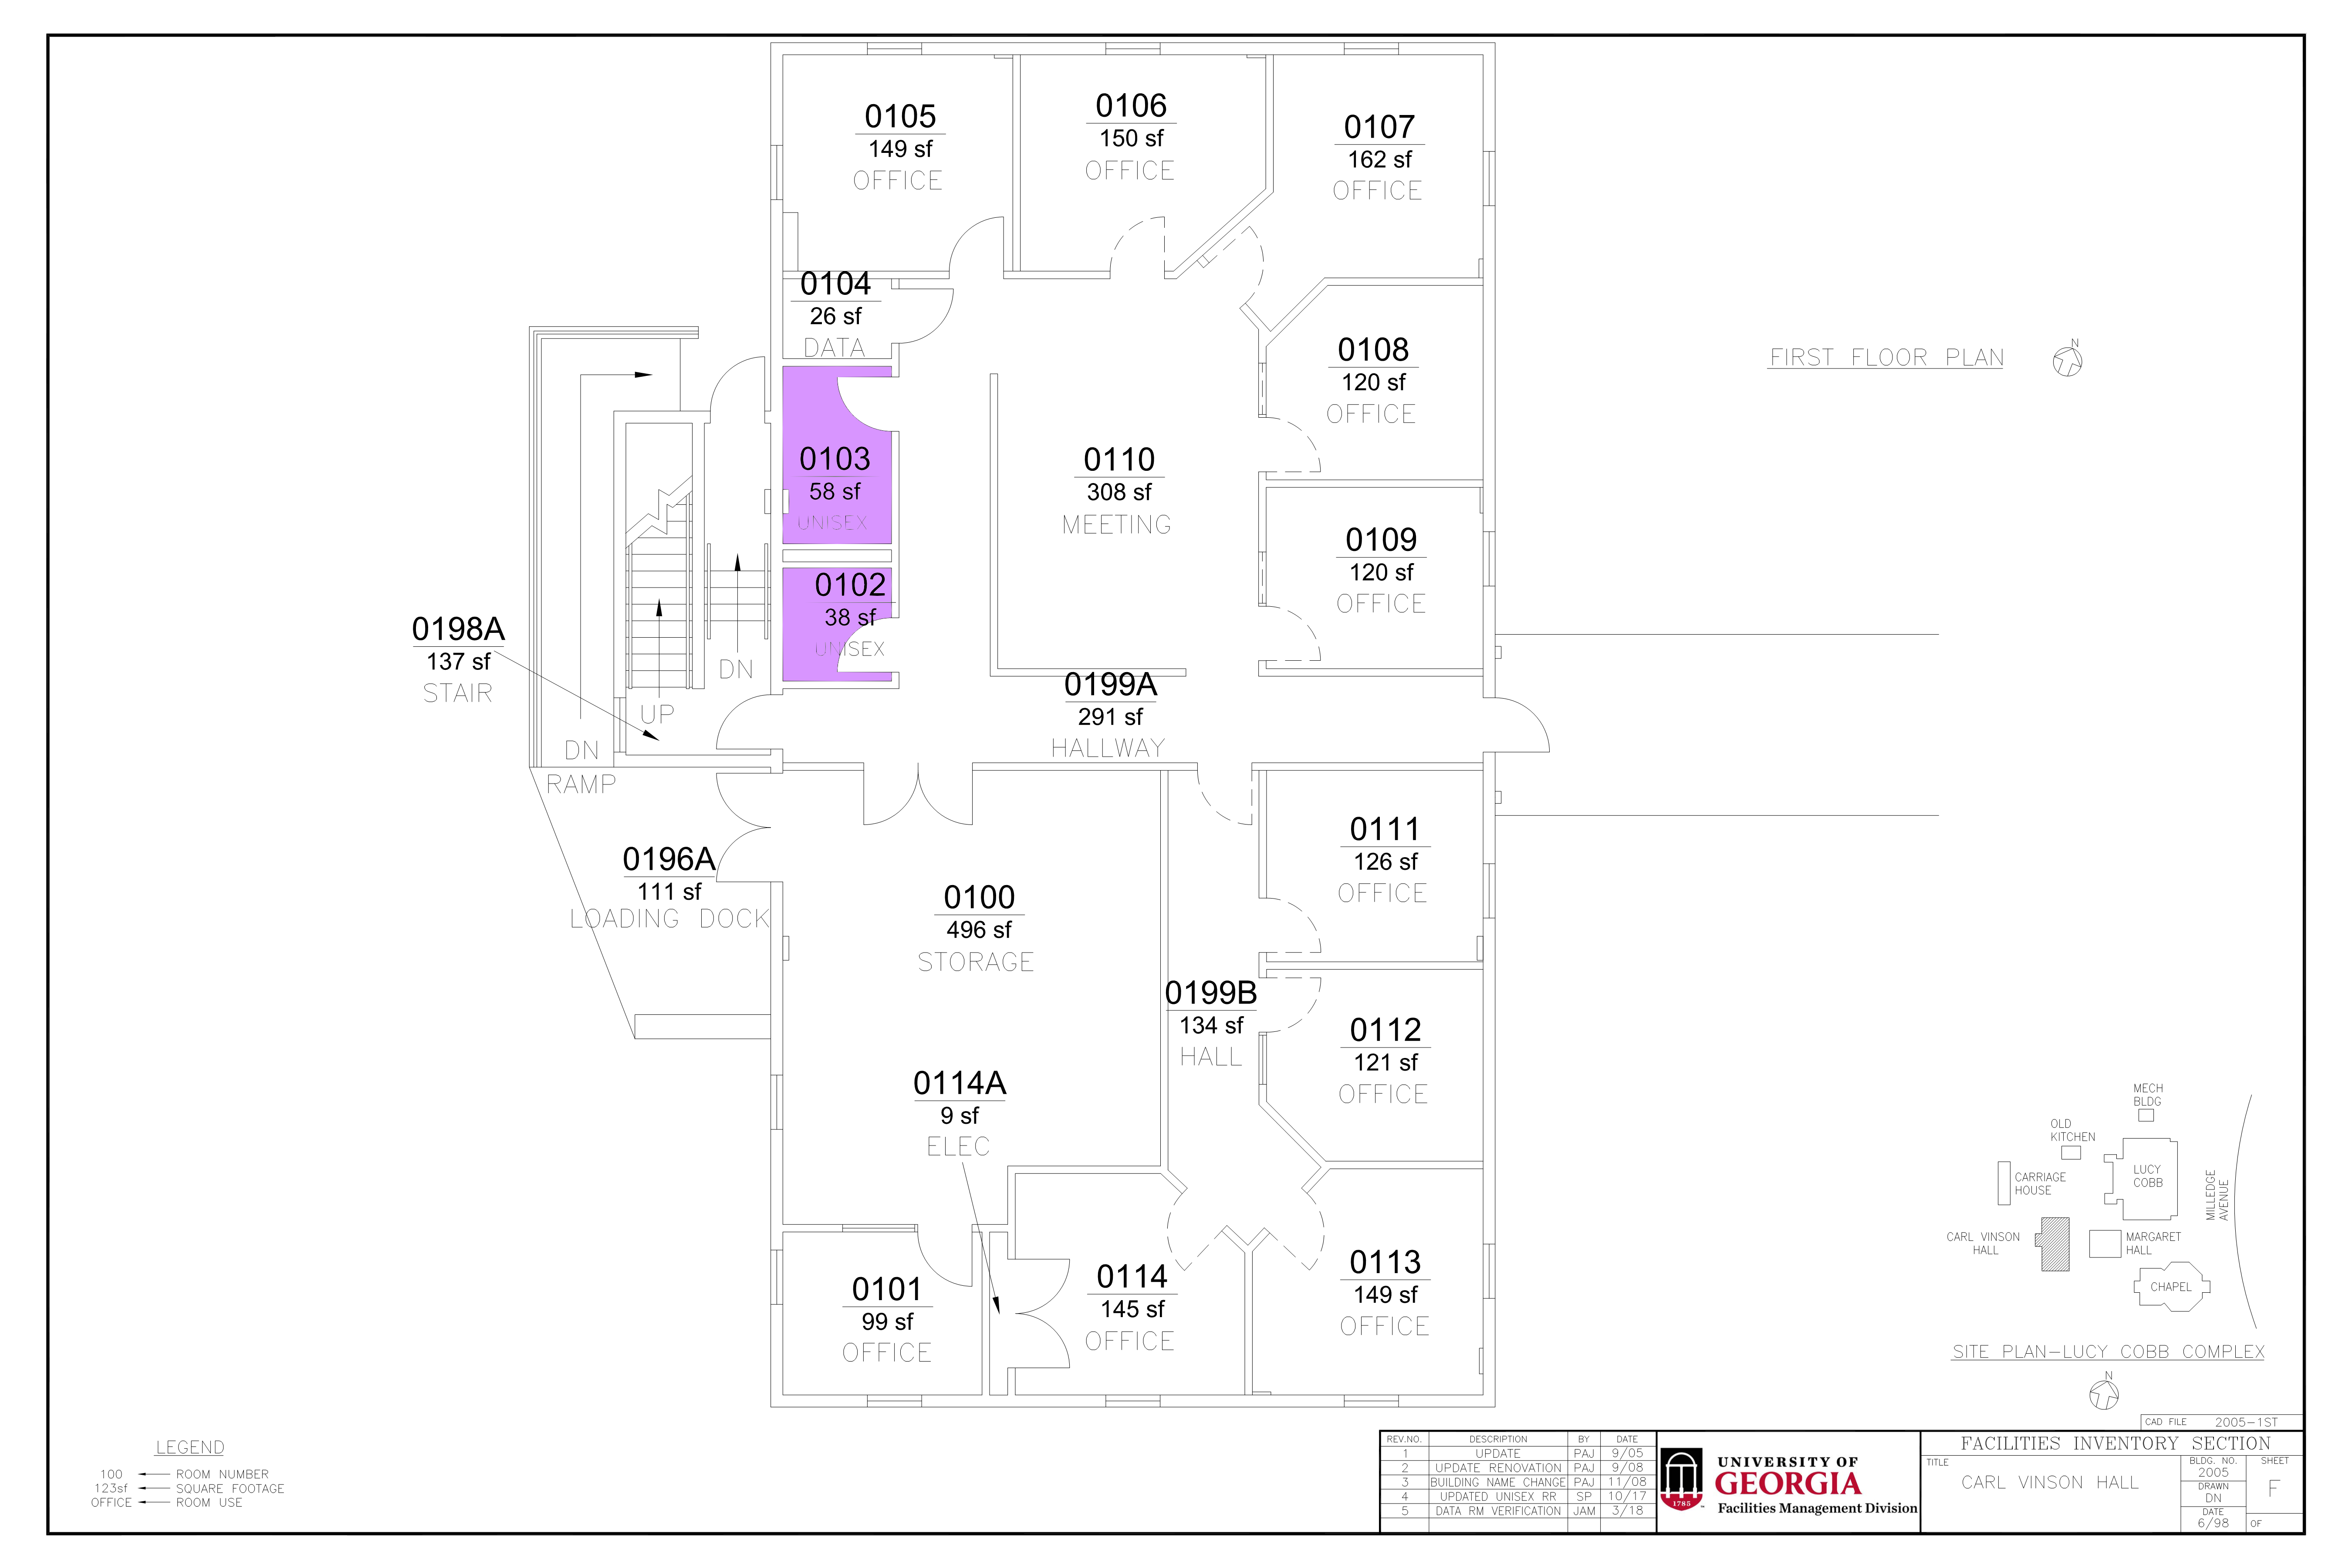 0105
149 sf
OFFICE
0106
150 sf
OFFICE
0107
162 sf
OFFICE
0104
26 sf
DATA
0108
120 sf
OFFICE
FIRST FLOOR PLAN
N
0103
58 sf
UNISEX
0110
308 sf
MEETING
0109
120 sf
OFFICE
0102
38 sf
UNISEX
0198A
137 sf
STAIR
DN
UP
DN
RAMP
0199A
291 sf
HALLWAY
0196A
111 sf
LOADING DOCK
0100
496 sf
STORAGE
0111
126 sf
OFFICE
0199B
134 sf
HALL
0112
121 sf
OFFICE
0114A
9 sf
ELEC
0101
99 sf
OFFICE
0114
145 sf
OFFICE
0113
149 sf
OFFICE
MECH
BLDG
OLD
KITCHEN
LUCY
COBB
CARRIAGE
HOUSE
MILLEDGE
AVENUE
CARL VINSON
HALL
MARGARET
HALL
CHAPEL
SITE PLAN-LUCY COBB COMPLEX
N
LEGEND
100 ROOM NUMBER
123sf SQUARE FOOTAGE
OFFICE ROOM USE
REV.NO. DESCRIPTION BY DATE
1 UPDATE PAJ 9/05
2 UPDATE RENOVATION PAJ 9/08
3 BUILDING NAME CHANGE PAJ 11/08
4 UPDATED UNISEX RR SP 10/17
5 DATA RM VERIFICATION JAM 3/18
1785
UNIVERSITY OF
GEORGIA
Facilities Management Division
CAD FILE 2005-1ST
FACILITIES INVENTORY SECTION
TITLE
CARL VINSON HALL
BLDG. NO.
2005
DRAWN
DN
DATE
6/98
SHEET
F
OF